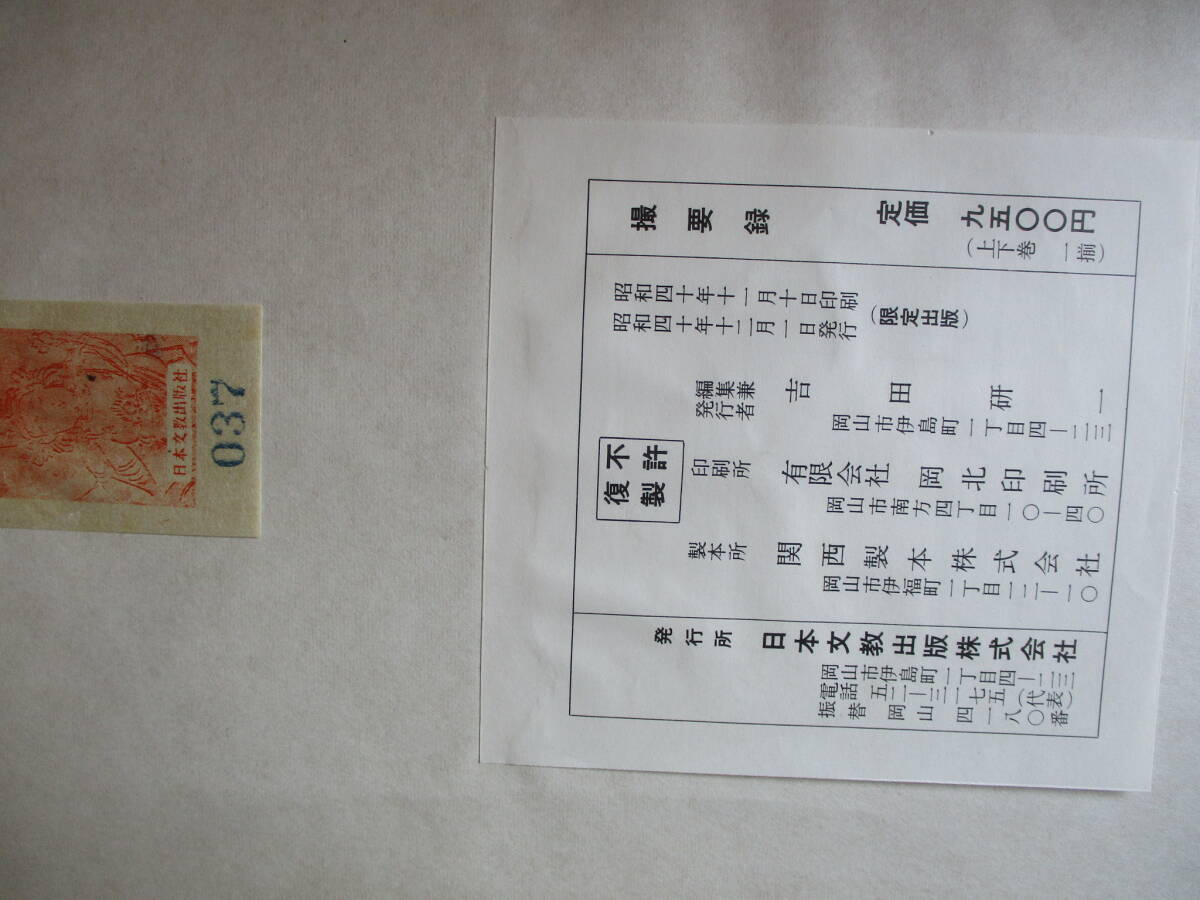 撮要録 定価 九五〇〇円
(上下巻 一揃)
昭和四十年十一月十日印刷
昭和四十年十二月一日発行
(限定出版)
編集兼
発行者 吉田研一
岡山市伊島町一丁目四―二三
不許
復製
印刷所 有限会社 岡北印刷所
岡山市南方四丁目一〇―四〇
製本所 関西製本株式会社
岡山市伊福町一丁目一二―一〇
発行所 日本文教出版株式会社
岡山市伊島町一丁目四―二三
電話 五二―三一七五(代表)
振替 岡山 四一八〇番
日本文教出版社
037